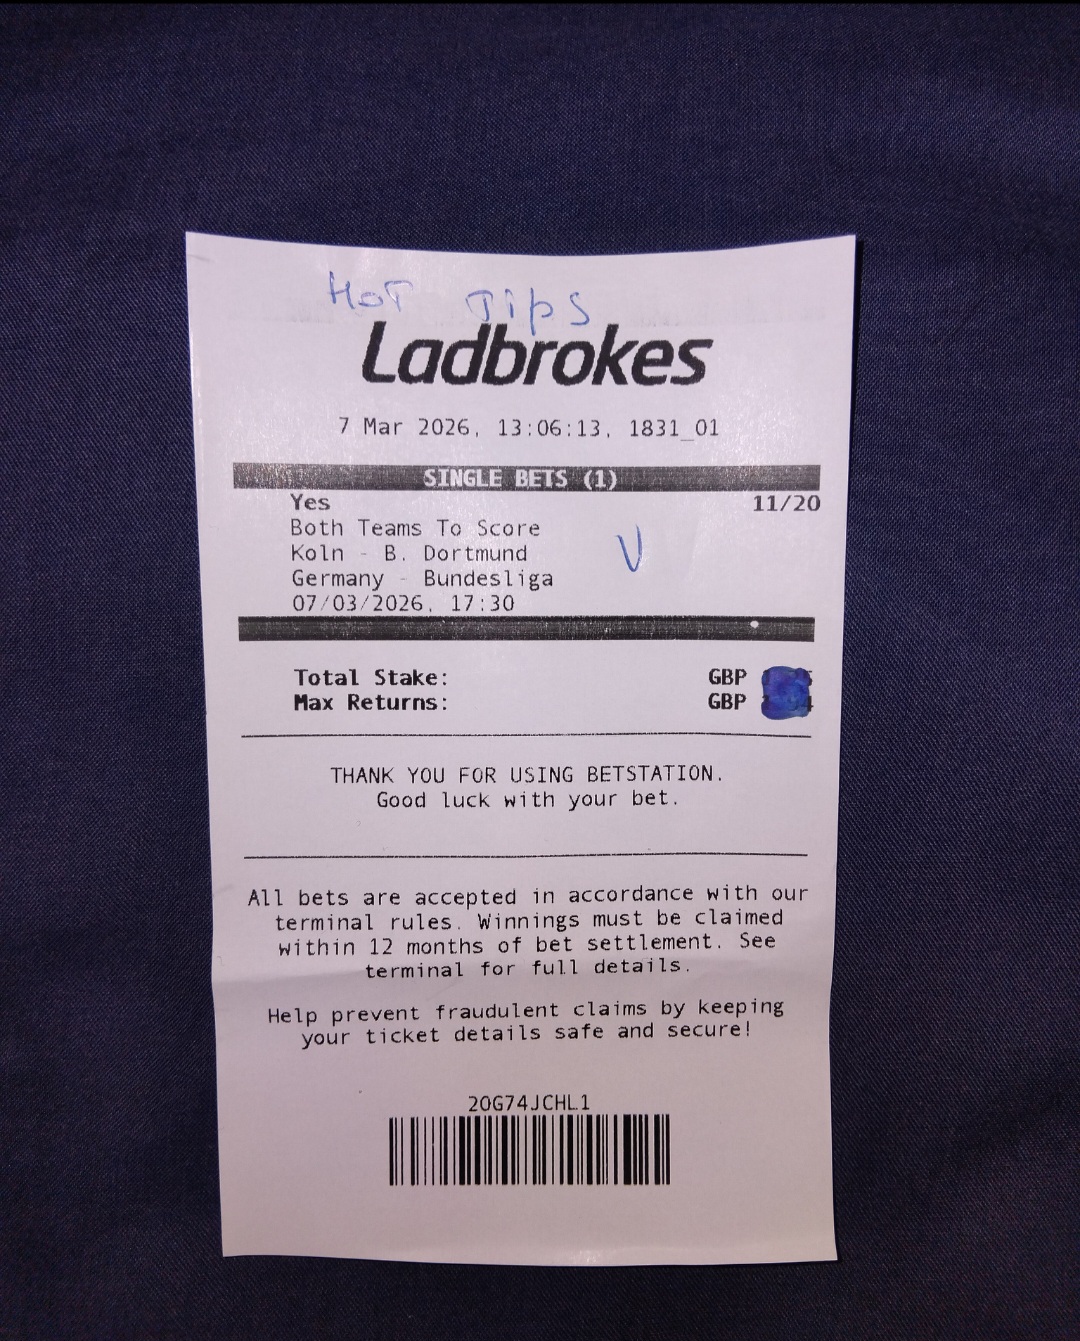 HoT TipS
Ladbrokes
7 Mar 2026, 13:06:13, 1831_01
SINGLE BETS (1)
Yes 11/20
Both Teams To Score
Koln - B. Dortmund
V
Germany - Bundesliga
07/03/2026, 17:30
Total Stake: GBP
Max Returns: GBP
THANK YOU FOR USING BETSTATION.
Good luck with your bet.
All bets are accepted in accordance with our
terminal rules. Winnings must be claimed
within 12 months of bet settlement. See
terminal for full details.
Help prevent fraudulent claims by keeping
your ticket details safe and secure!
20G74JCHL1